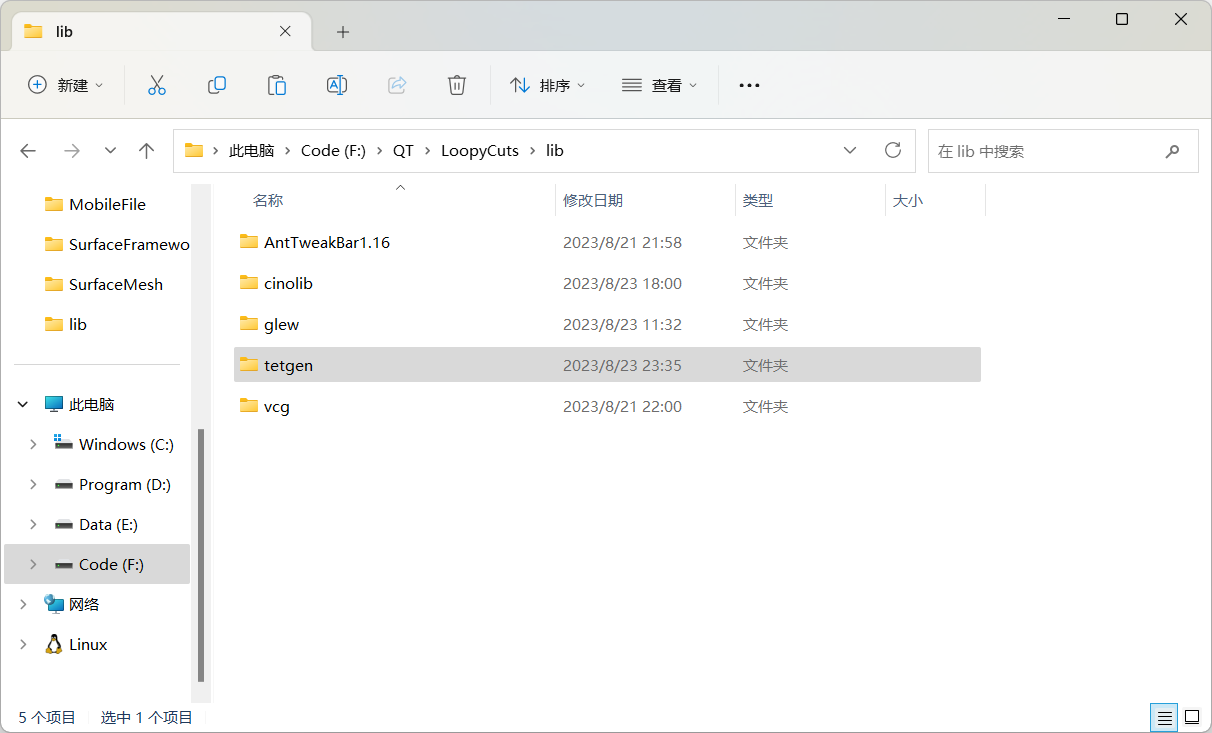 lib
新建
排序
查看
此电脑 Code (F:) QT LoopyCuts lib
在 lib 中搜索
MobileFile
SurfaceFramewo
SurfaceMesh
lib
此电脑
Windows (C:)
Program (D:)
Data (E:)
Code (F:)
网络
Linux
名称 修改日期 类型 大小
AntTweakBar1.16 2023/8/21 21:58 文件夹
cinolib 2023/8/23 18:00 文件夹
glew 2023/8/23 11:32 文件夹
tetgen 2023/8/23 23:35 文件夹
vcg 2023/8/21 22:00 文件夹
5 个项目 选中 1 个项目